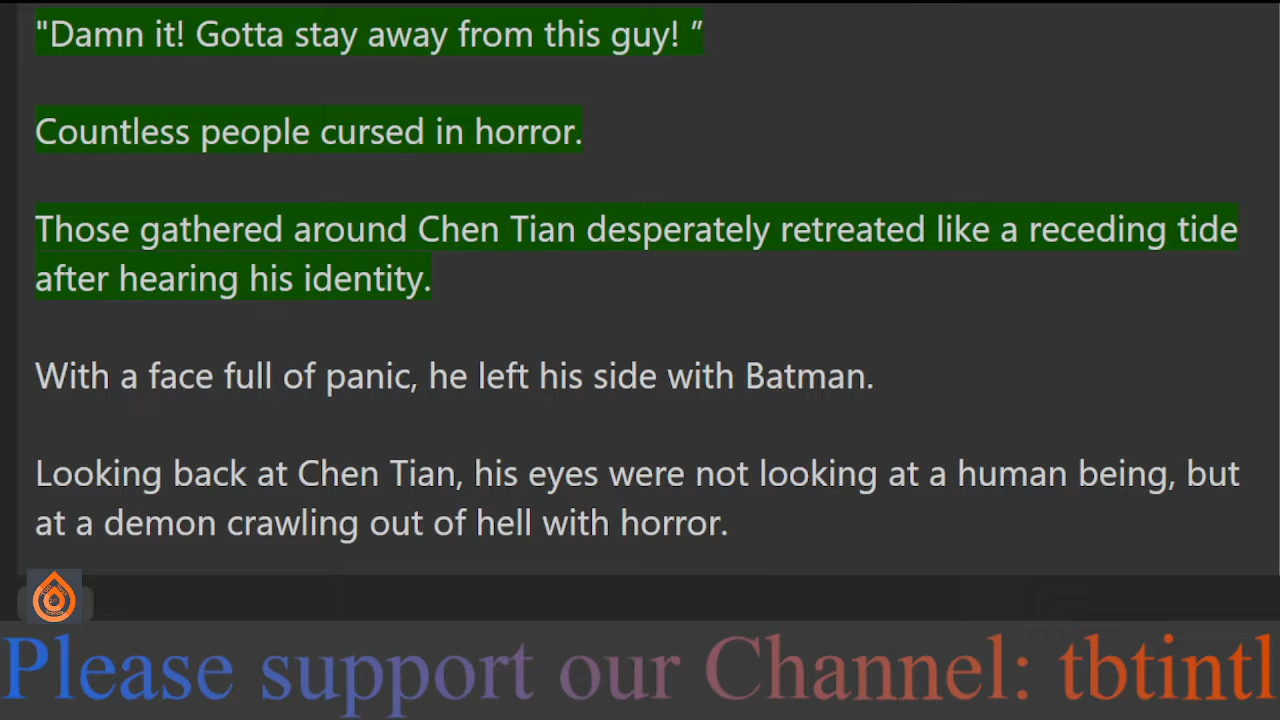 "Damn it! Gotta stay away from this guy! ”
Countless people cursed in horror.
Those gathered around Chen Tian desperately retreated like a receding tide
after hearing his identity.
With a face full of panic, he left his side with Batman.
Looking back at Chen Tian, his eyes were not looking at a human being, but
at a demon crawling out of hell with horror.
Please support our Channel: tbtintl